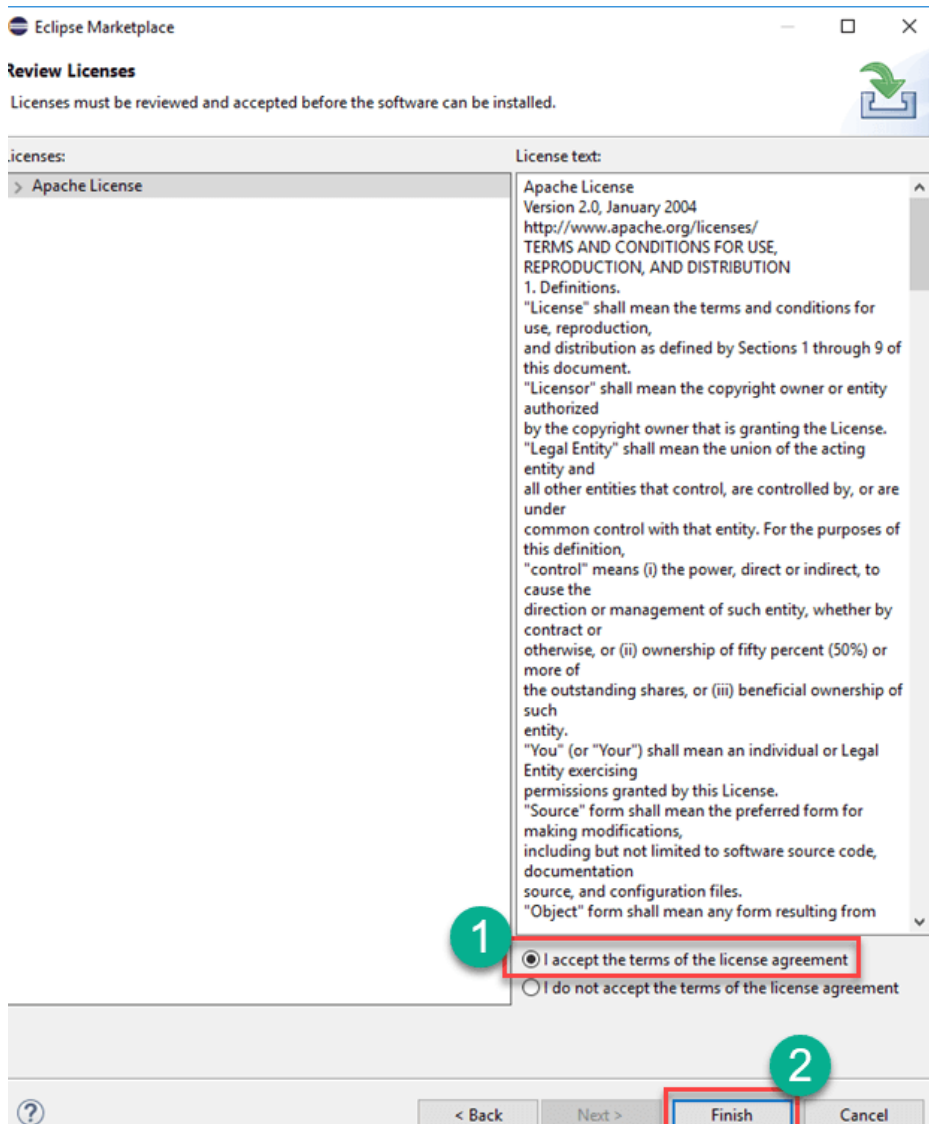 Eclipse Marketplace
Review Licenses
Licenses must be reviewed and accepted before the software can be installed.
Licenses:
> Apache License
License text:
Apache License
Version 2.0, January 2004
http://www.apache.org/licenses/
TERMS AND CONDITIONS FOR USE,
REPRODUCTION, AND DISTRIBUTION
1. Definitions.
"License" shall mean the terms and conditions for
use, reproduction,
and distribution as defined by Sections 1 through 9 of
this document.
"Licensor" shall mean the copyright owner or entity
authorized
by the copyright owner that is granting the License.
"Legal Entity" shall mean the union of the acting
entity and
all other entities that control, are controlled by, or are
under
common control with that entity. For the purposes of
this definition,
"control" means (i) the power, direct or indirect, to
cause the
direction or management of such entity, whether by
contract or
otherwise, or (ii) ownership of fifty percent (50%) or
more of
the outstanding shares, or (iii) beneficial ownership of
such
entity.
"You" (or "Your") shall mean an individual or Legal
Entity exercising
permissions granted by this License.
"Source" form shall mean the preferred form for
making modifications,
including but not limited to software source code,
documentation
source, and configuration files.
"Object" form shall mean any form resulting from
1
I accept the terms of the license agreement
I do not accept the terms of the license agreement
2
? < Back Next > Finish Cancel